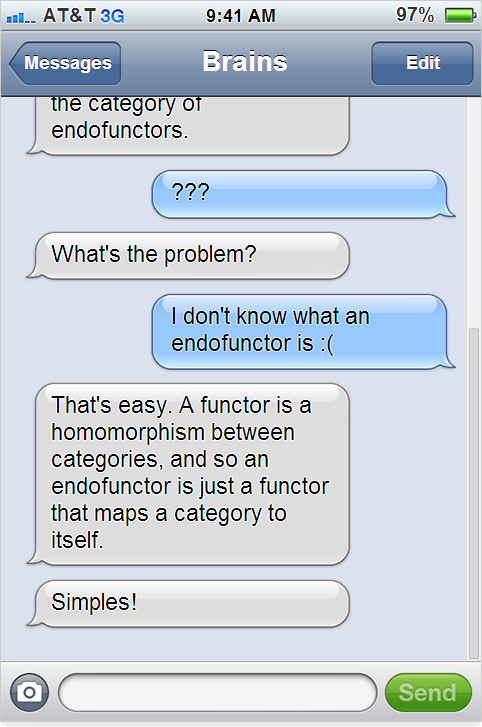 AT&T 3G 9:41 AM 97%
Messages Brains Edit
the category of
endofunctors.
???
What's the problem?
I don't know what an
endofunctor is :(
That's easy. A functor is a
homomorphism between
categories, and so an
endofunctor is just a functor
that maps a category to
itself.
Simples!
Send